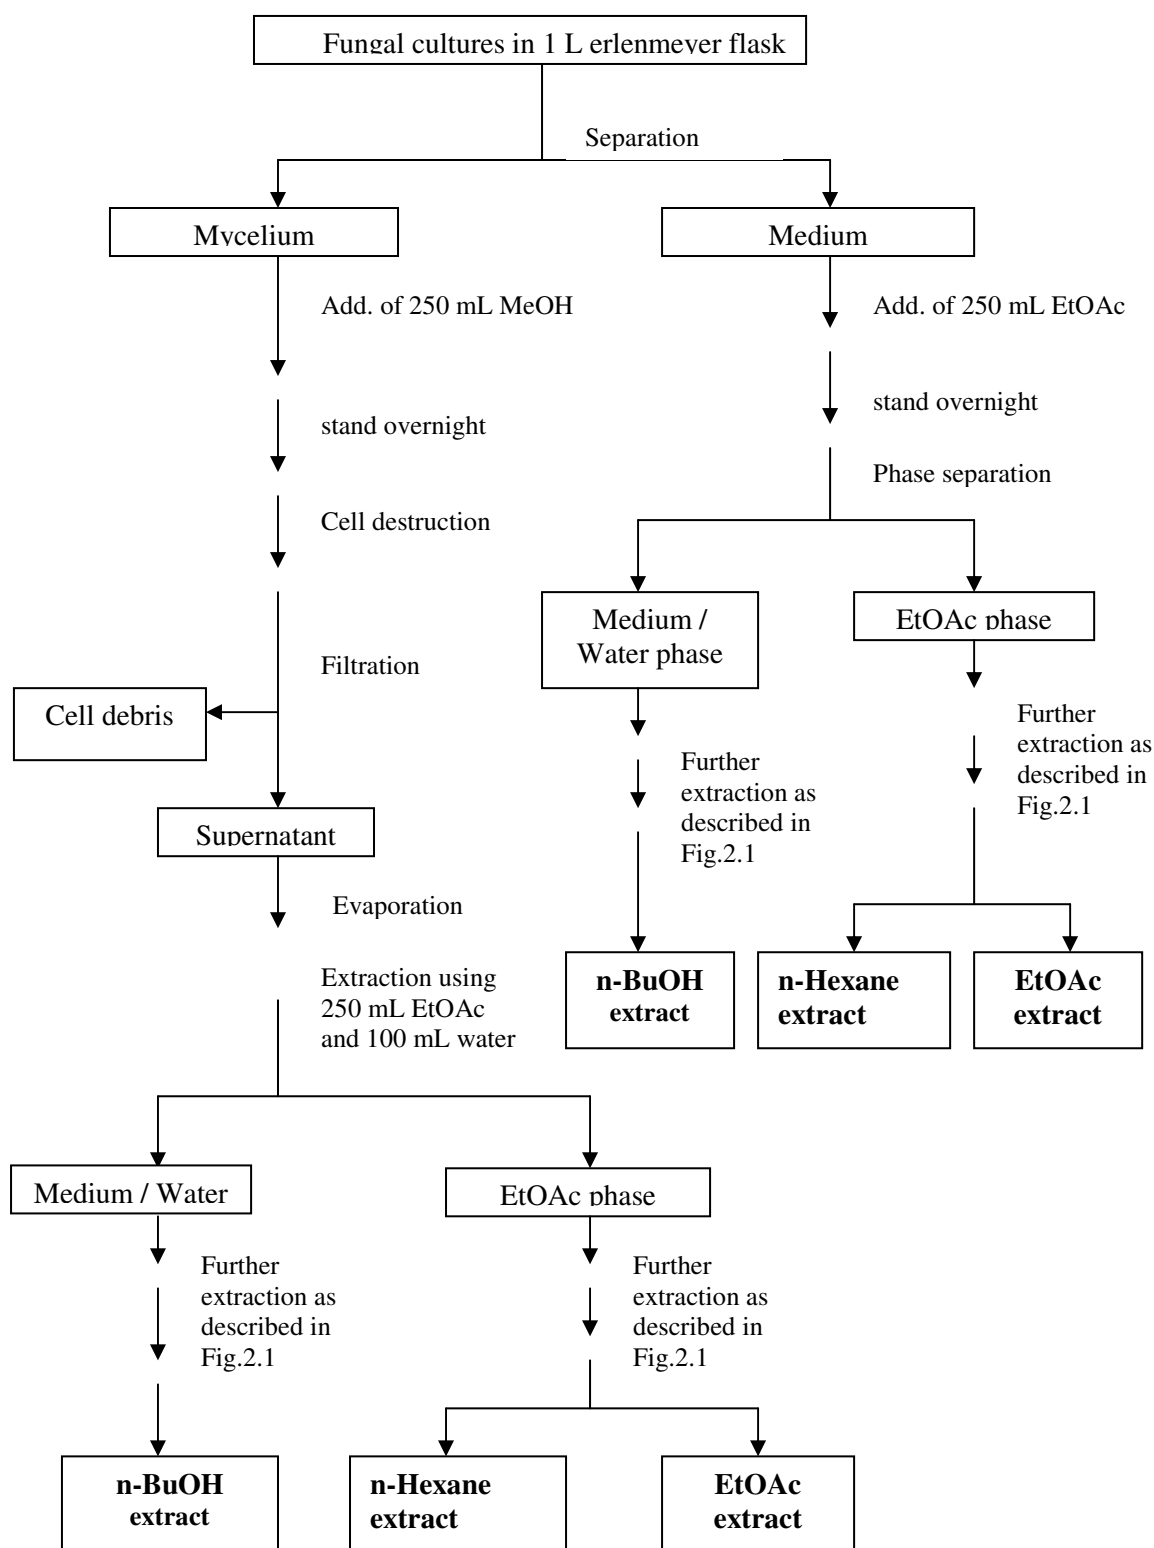 Fungal cultures in 1 L erlenmeyer flask
Separation
Mycelium
Medium
Add. of 250 mL MeOH
Add. of 250 mL EtOAc
stand overnight
stand overnight
Phase separation
Cell destruction
Medium /
Water phase
EtOAc phase
Filtration
Cell debris
Further
extraction as
described in
Fig.2.1
Further
extraction as
described in
Fig.2.1
Supernatant
Evaporation
n-BuOH
extract
n-Hexane
extract
EtOAc
extract
Extraction using
250 mL EtOAc
and 100 mL water
Medium / Water
EtOAc phase
Further
extraction as
described in
Fig.2.1
Further
extraction as
described in
Fig.2.1
n-BuOH
extract
n-Hexane
extract
EtOAc
extract